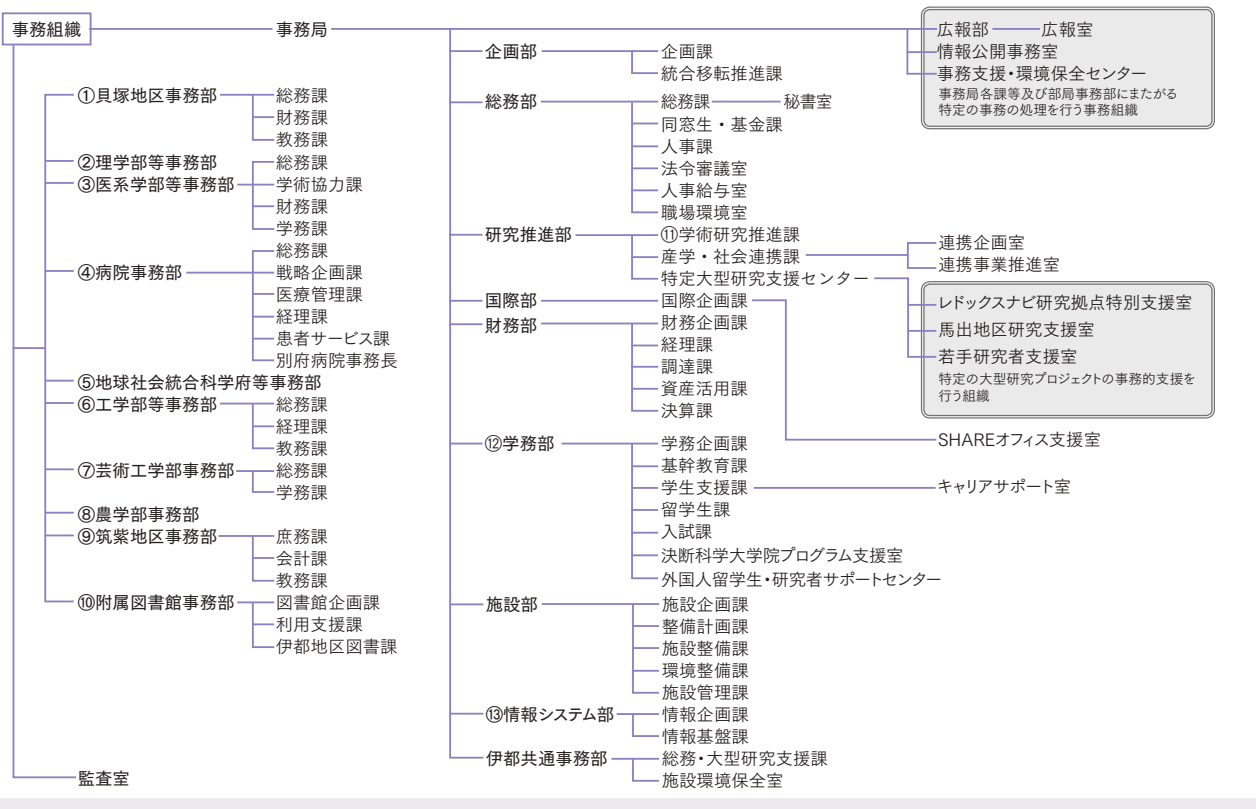 事務組織
事務局
①貝塚地区事務部
総務課
財務課
教務課
②理学部等事務部
③医系学部等事務部
総務課
学術協力課
財務課
学務課
④病院事務部
総務課
戦略企画課
医療管理課
経理課
患者サービス課
別府病院事務長
⑤地球社会統合科学府等事務部
⑥工学部等事務部
総務課
経理課
教務課
⑦芸術工学部事務部
総務課
学務課
⑧農学部事務部
⑨筑紫地区事務部
庶務課
会計課
教務課
⑩附属図書館事務部
図書館企画課
利用支援課
伊都地区図書課
監査室
企画部
企画課
統合移転推進課
総務部
総務課
秘書室
同窓生・基金課
人事課
法令審議室
人事給与室
職場環境室
研究推進部
⑪学術研究推進課
産学・社会連携課
連携企画室
連携事業推進室
特定大型研究支援センター
レドックスナビ研究拠点特別支援室
馬出地区研究支援室
若手研究者支援室
特定の大型研究プロジェクトの事務的支援を
行う組織
国際部
国際企画課
SHAREオフィス支援室
財務部
財務企画課
経理課
調達課
資産活用課
決算課
⑫学務部
学務企画課
基幹教育課
学生支援課
キャリアサポート室
留学生課
入試課
決断科学大学院プログラム支援室
外国人留学生・研究者サポートセンター
施設部
施設企画課
整備計画課
施設整備課
環境整備課
施設管理課
⑬情報システム部
情報企画課
情報基盤課
伊都共通事務部
総務・大型研究支援課
施設環境保全室
広報部
広報室
情報公開事務室
事務支援・環境保全センター
事務局各課等及び部局事務部にまたがる
特定の事務の処理を行う事務組織